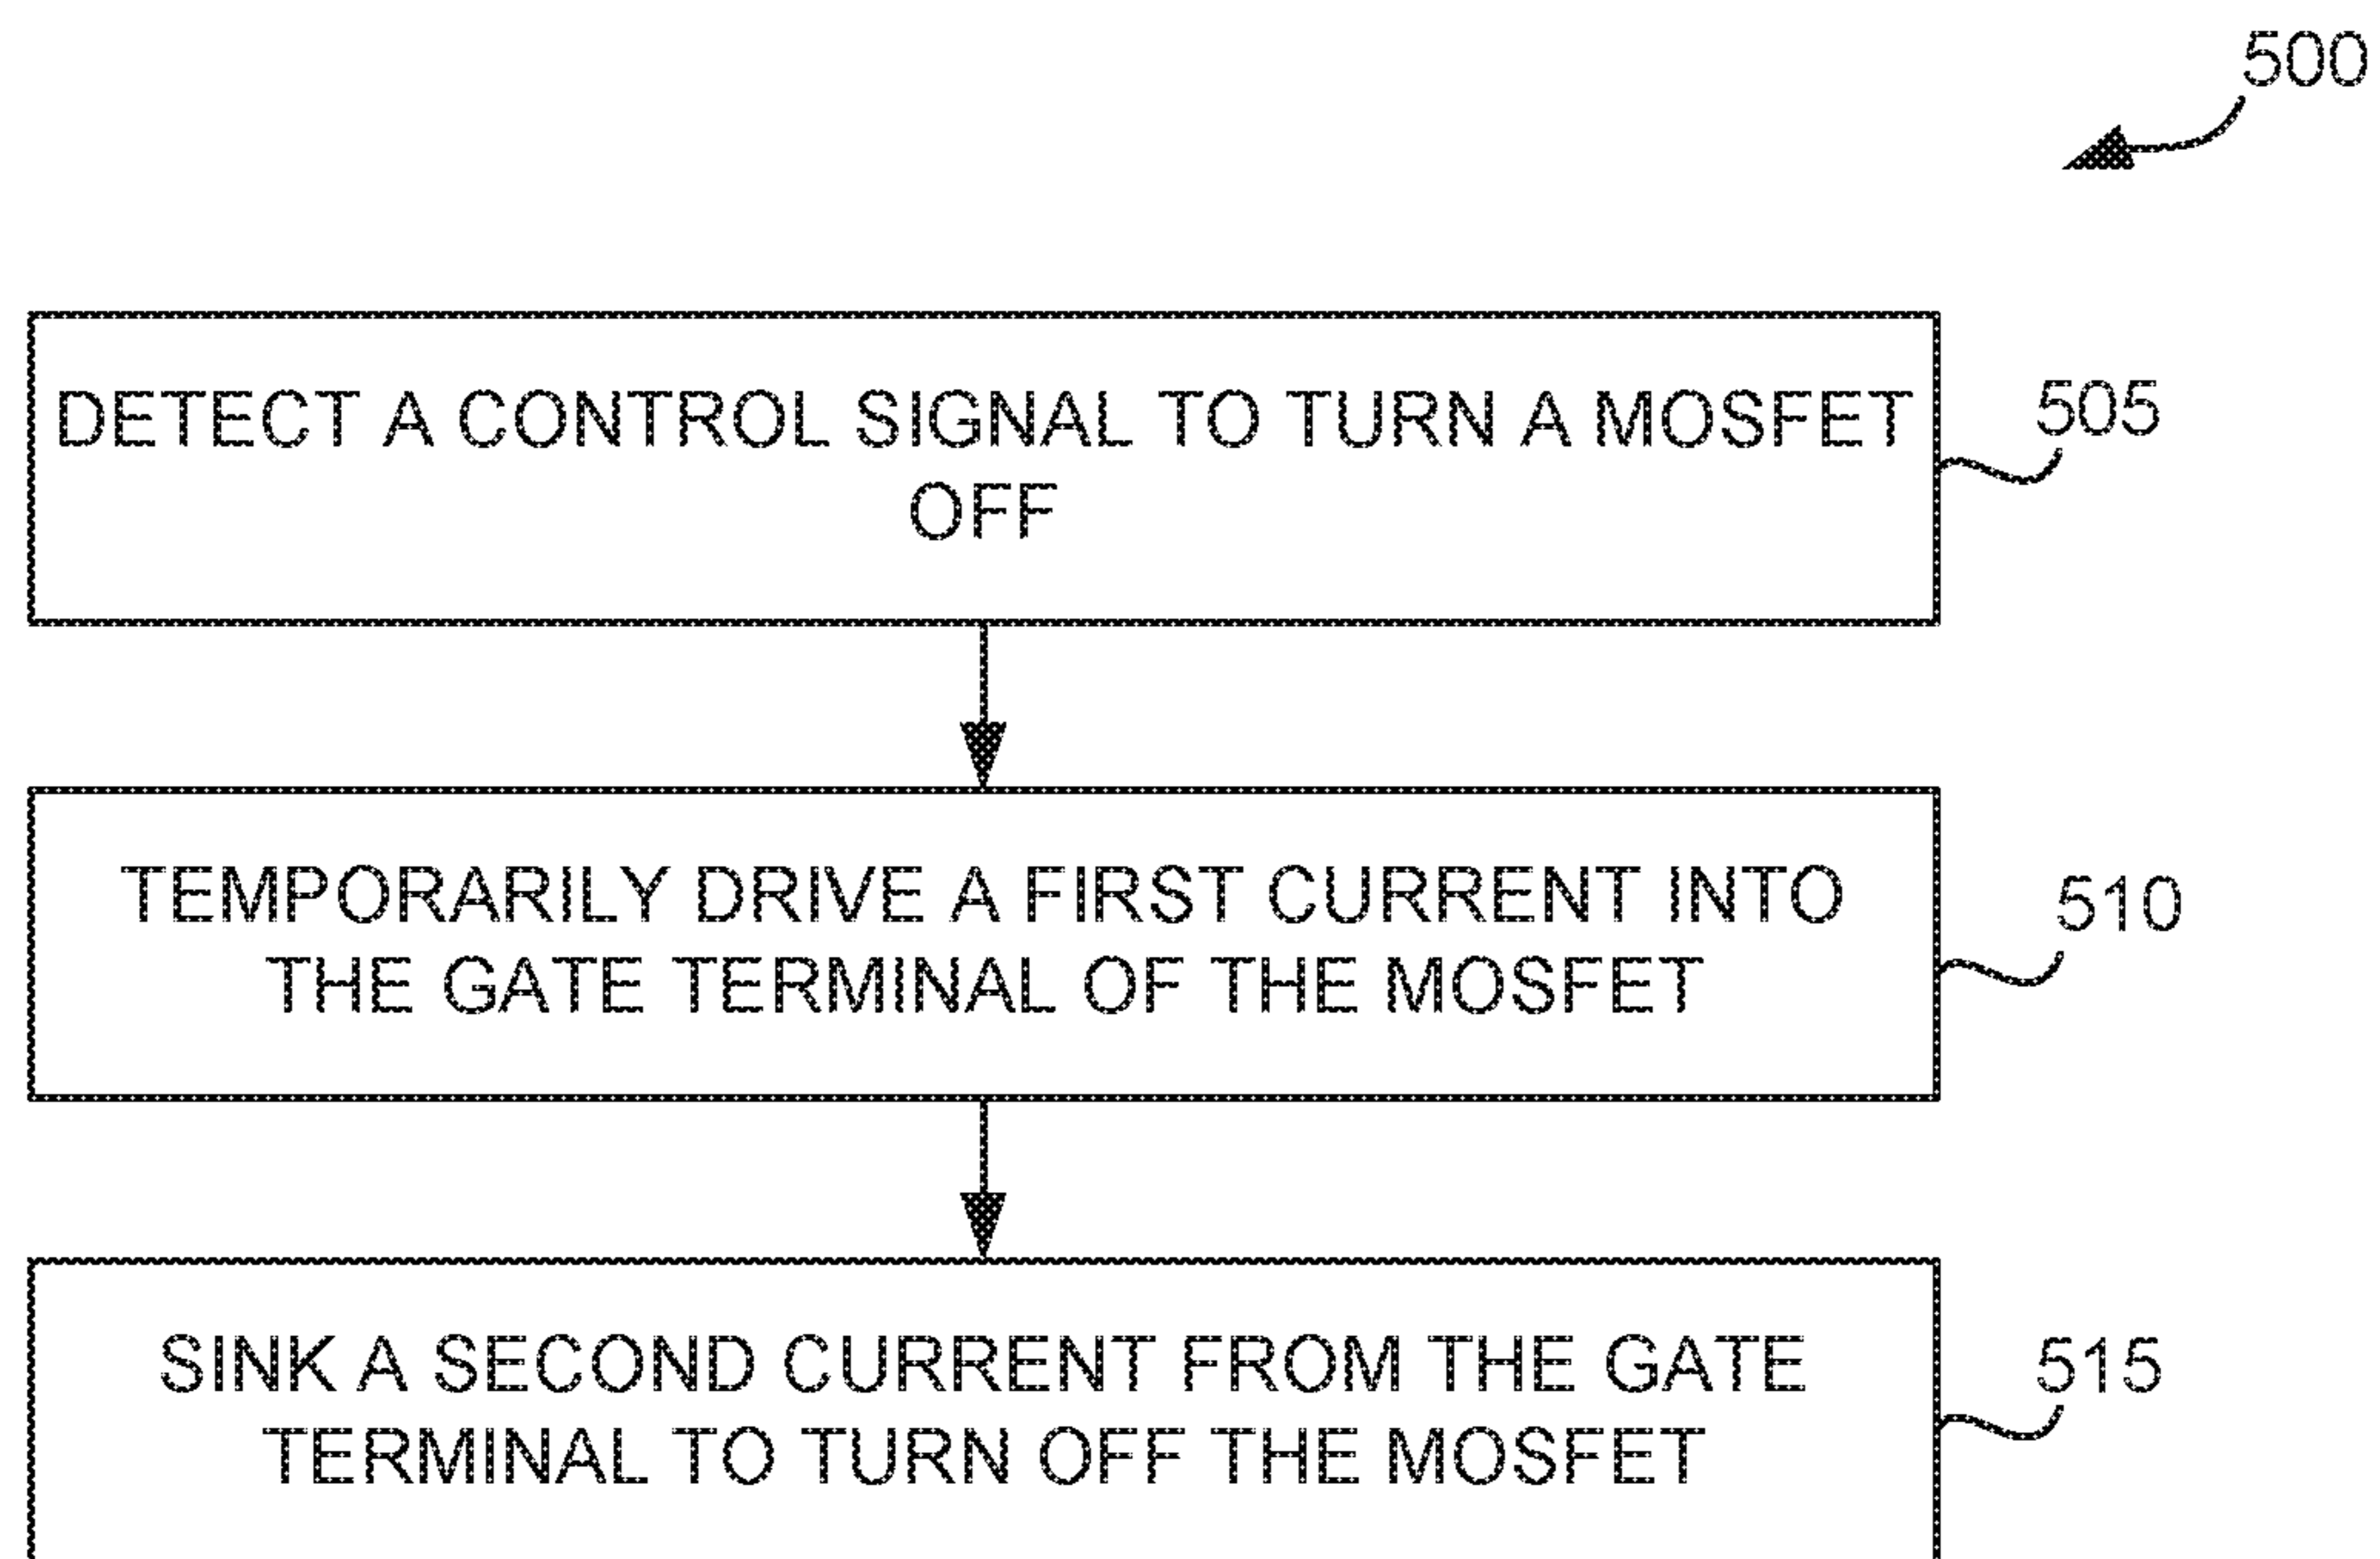 500
DETECT A CONTROL SIGNAL TO TURN A MOSFET
OFF
505
TEMPORARILY DRIVE A FIRST CURRENT INTO
THE GATE TERMINAL OF THE MOSFET
510
SINK A SECOND CURRENT FROM THE GATE
TERMINAL TO TURN OFF THE MOSFET
515